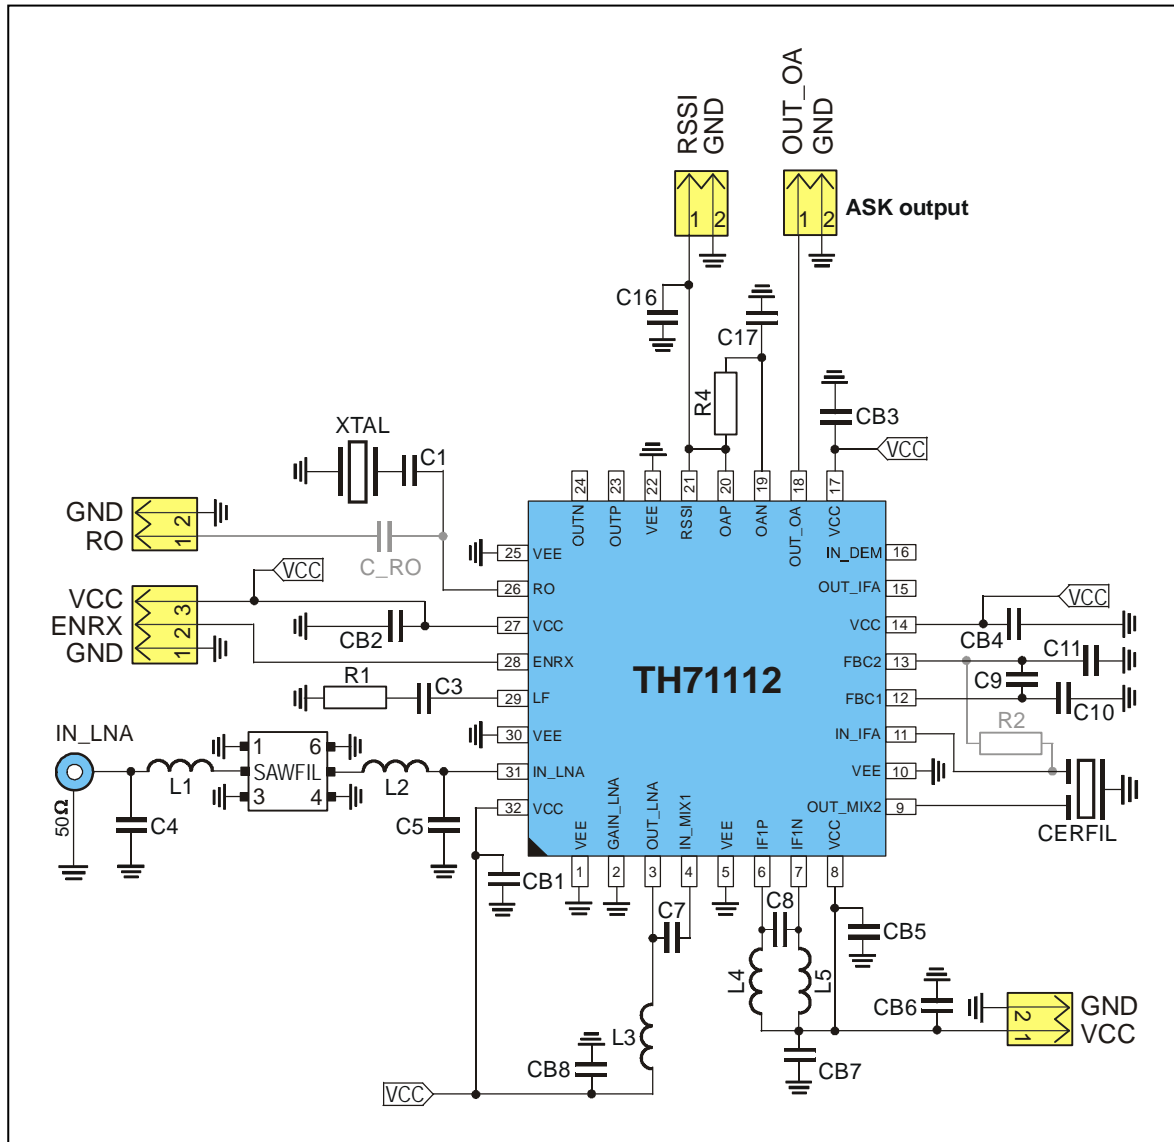 RSSI
GND
OUT_OA
GND
1
2
1
2
ASK output
C16
C17
R4
CB3
VCC
XTAL
C1
GND
RO
2
1
C_RO
VCC
VCC
ENRX
GND
3
2
1
CB2
R1
C3
24
23
22
21
20
19
18
17
OUTN
OUTP
VEE
RSSI
OAP
OAN
OUT_OA
VCC
25
VEE
26
RO
27
VCC
28
ENRX
29
LF
30
VEE
31
IN_LNA
32
VCC
TH71112
IN_DEM
16
OUT_IFA
15
VCC
14
FBC2
13
FBC1
12
IN_IFA
11
VEE
10
OUT_MIX2
9
VEE
GAIN_LNA
OUT_LNA
IN_MIX1
VEE
IF1P
IF1N
VCC
1
2
3
4
5
6
7
8
VCC
CB4
C11
C9
C10
R2
CERFIL
IN_LNA
50Ω
L1
1
6
SAWFIL
3
4
L2
C4
C5
CB1
C7
C8
CB5
L4
L5
CB6
GND
VCC
2
1
L3
CB8
CB7
VCC